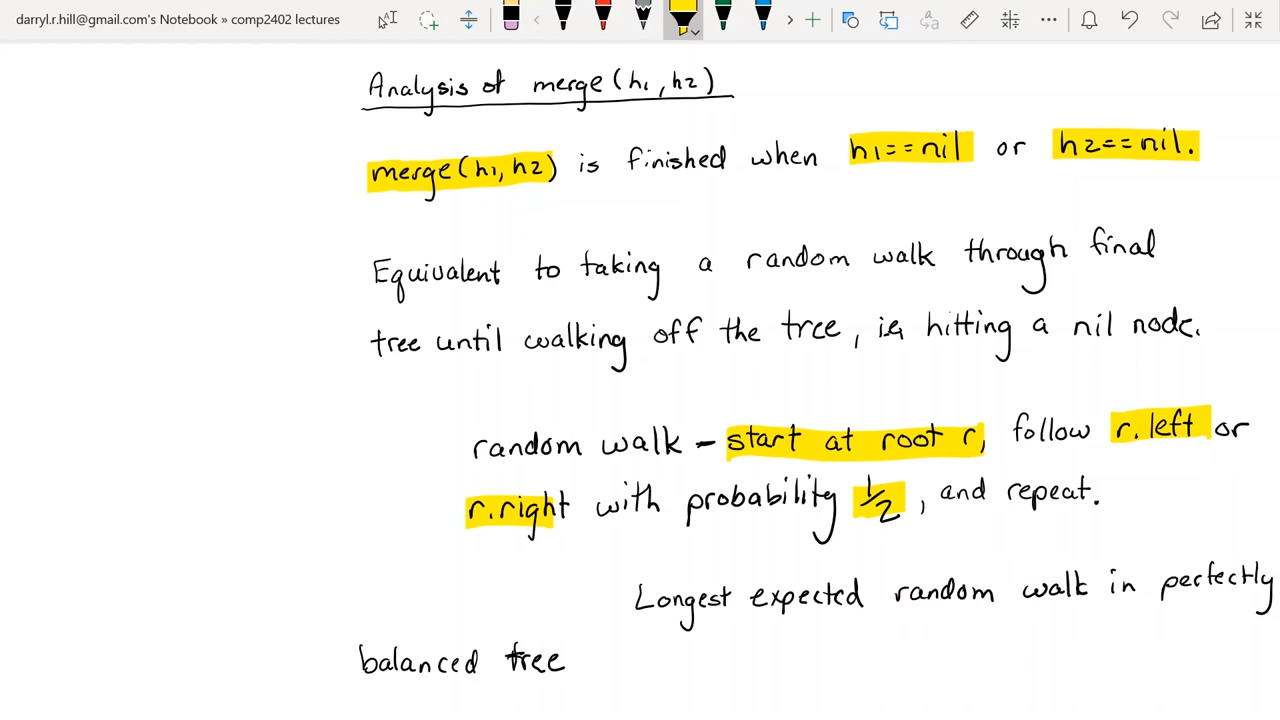 darryl.r.hill@gmail.com's Notebook » comp2402 lectures
Analysis of merge(h1, h2)
merge(h1, h2) is finished when h1==nil or h2==nil.
Equivalent to taking a random walk through final
tree until walking off the tree, ie, hitting a nil node.
random walk - start at root r, follow r.left or
r.right with probability 1/2, and repeat.
Longest expected random walk in perfectly
balanced tree